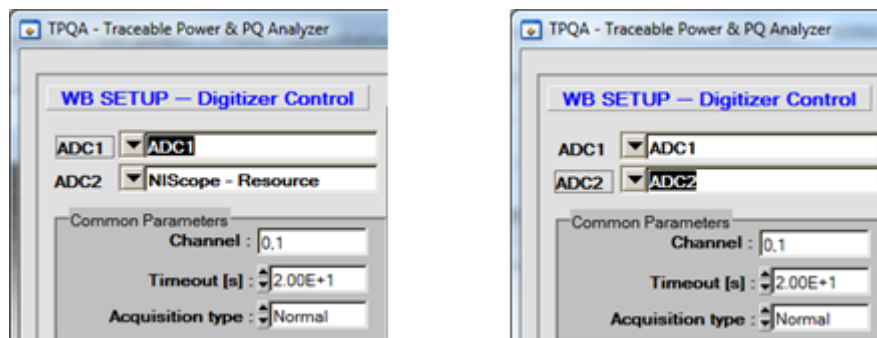 TPQA - Traceable Power & PQ Analyzer
WB SETUP — Digitizer Control
ADC1 ADC1
ADC2 NIScope - Resource
Common Parameters
Channel : 0,1
Timeout [s] : 2.00E+1
Acquisition type : Normal
TPQA - Traceable Power & PQ Analyzer
WB SETUP — Digitizer Control
ADC1 ADC1
ADC2 ADC2
Common Parameters
Channel : 0,1
Timeout [s] : 2.00E+1
Acquisition type : Normal